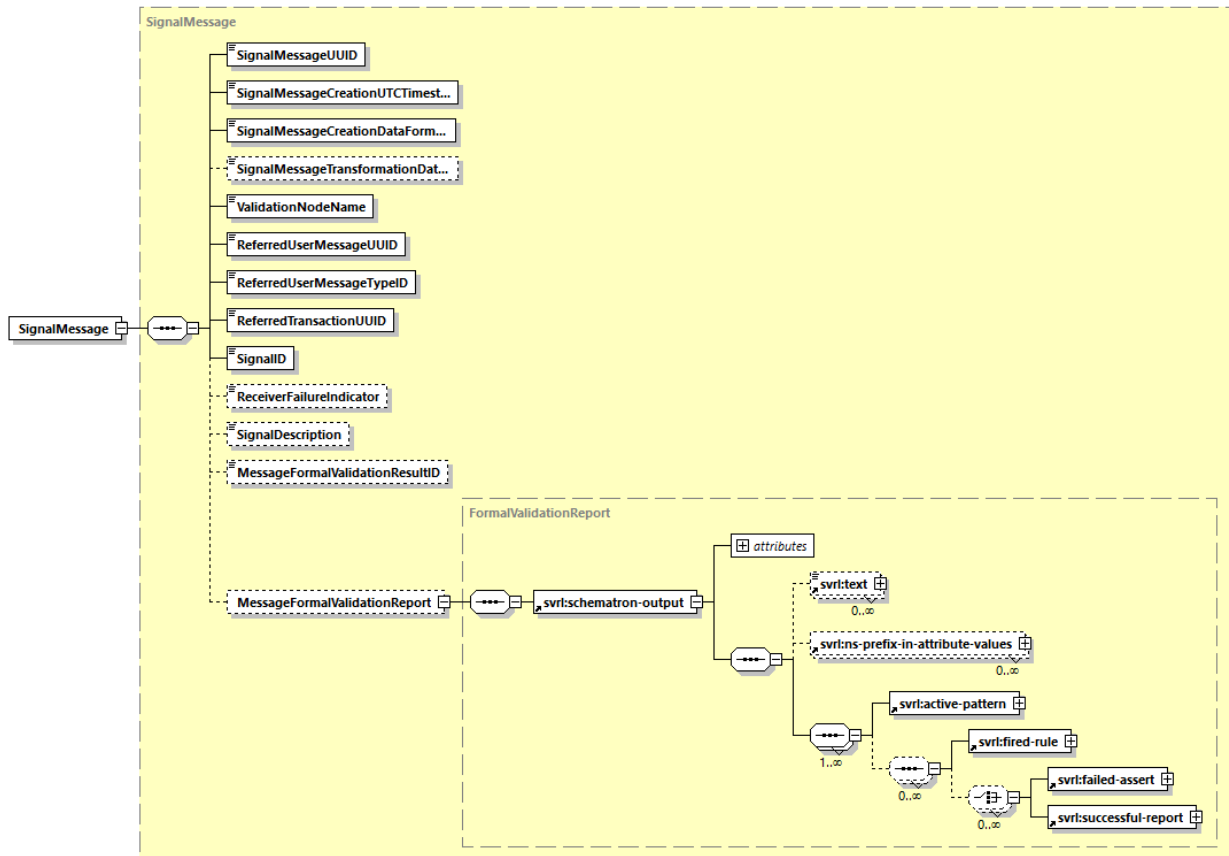 SignalMessage
SignalMessageUUID
SignalMessageCreationUTCTimest...
SignalMessageCreationDataForm...
SignalMessageTransformationDat...
ValidationNodeName
ReferredUserMessageUUID
ReferredUserMessageTypeID
SignalMessage
ReferredTransactionUUID
SignalID
ReceiverFailureIndicator
SignalDescription
MessageFormalValidationResultID
FormalValidationReport
attributes
svrl:text
0..∞
MessageFormalValidationReport
svrl:schematron-output
svrl:ns-prefix-in-attribute-values
0..∞
svrl:active-pattern
1..∞
svrl:fired-rule
0..∞
svrl:failed-assert
0..∞
svrl:successful-report